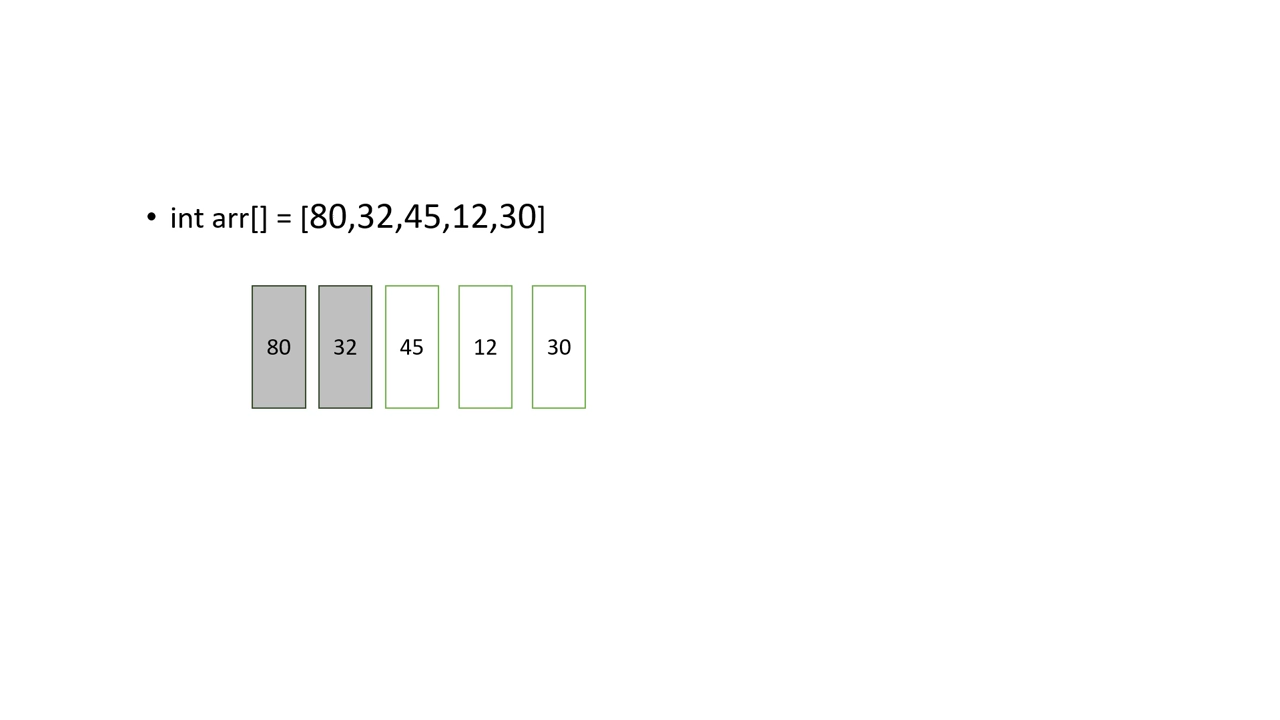 • int arr[] = [80,32,45,12,30]
80 32 45 12 30